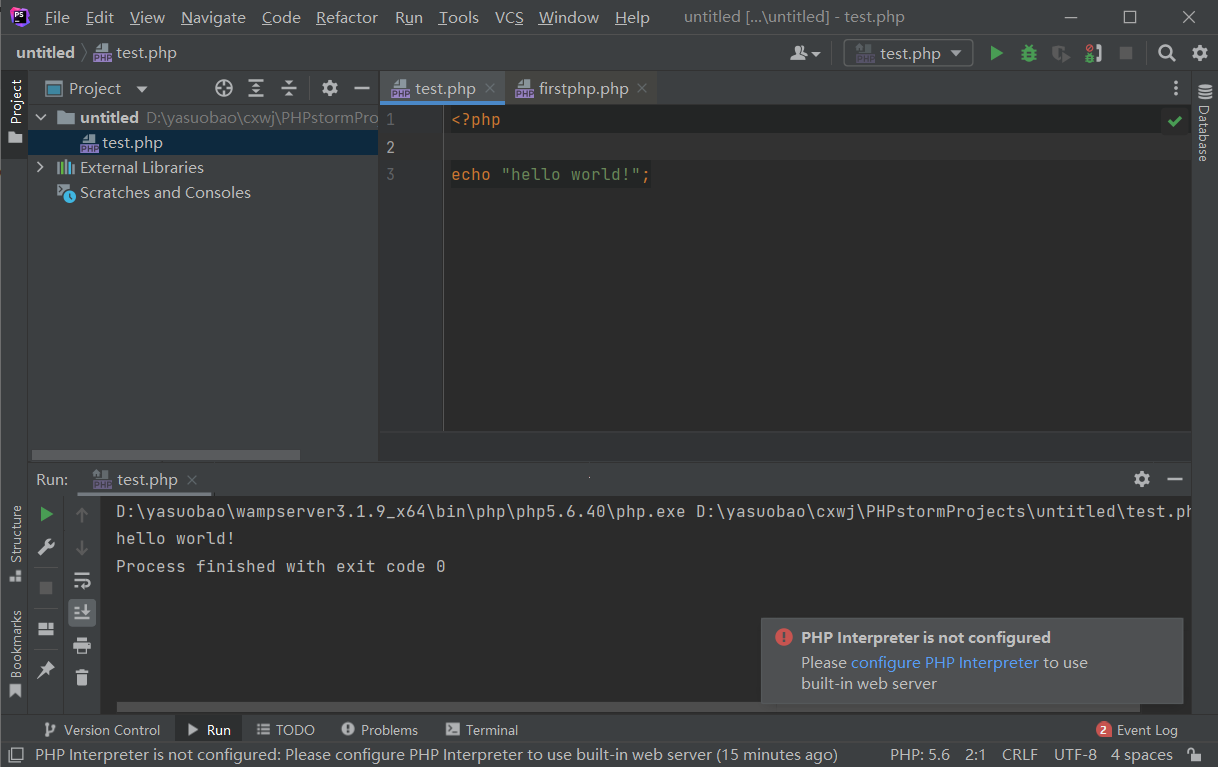 PS File Edit View Navigate Code Refactor Run Tools VCS Window Help untitled [...\untitled] - test.php
untitled test.php test.php
Project
Project
test.php firstphp.php
Database
untitled D:\yasuobao\cxwj\PHPstormPro
test.php
External Libraries
Scratches and Consoles
1 <?php
2
3 echo "hello world!";
Run: test.php
Structure
Bookmarks
D:\yasuobao\wampserver3.1.9_x64\bin\php\php5.6.40\php.exe D:\yasuobao\cxwj\PHPstormProjects\untitled\test.ph
hello world!
Process finished with exit code 0
PHP Interpreter is not configured
Please configure PHP Interpreter to use
built-in web server
Version Control Run TODO Problems Terminal 2 Event Log
PHP Interpreter is not configured: Please configure PHP Interpreter to use built-in web server (15 minutes ago) PHP: 5.6 2:1 CRLF UTF-8 4 spaces